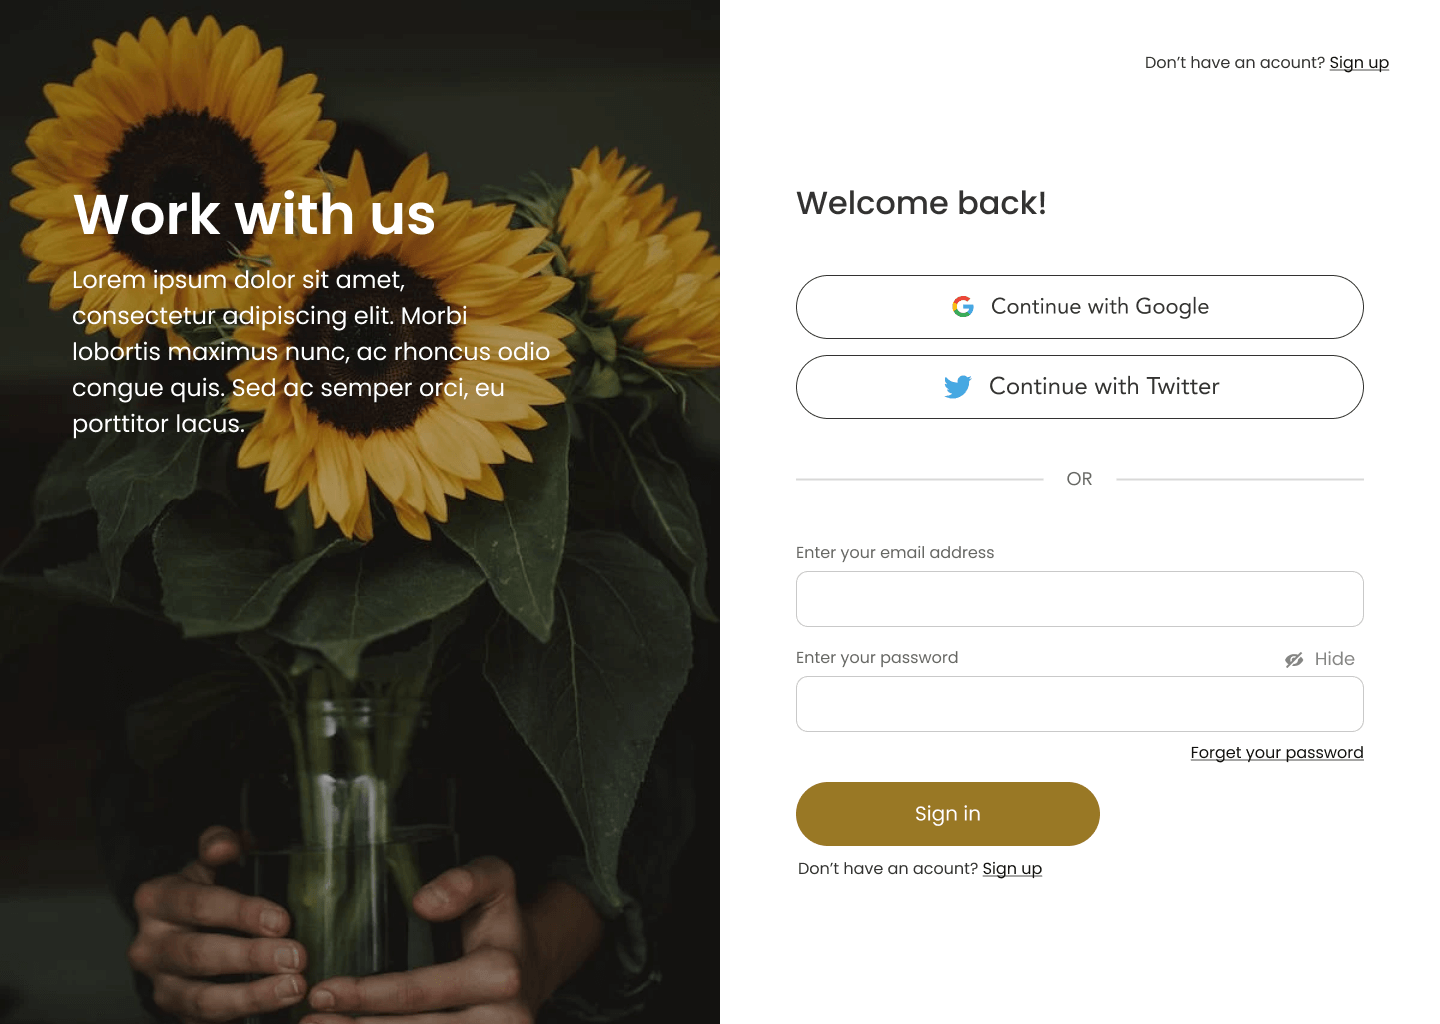 Work with us
Lorem ipsum dolor sit amet,
consectetur adipiscing elit. Morbi
lobortis maximus nunc, ac rhoncus odio
congue quis. Sed ac semper orci, eu
porttitor lacus.
Don’t have an acount? Sign up
Welcome back!
Continue with Google
Continue with Twitter
OR
Enter your email address
Enter your password
Hide
Forget your password
Sign in
Don’t have an acount? Sign up